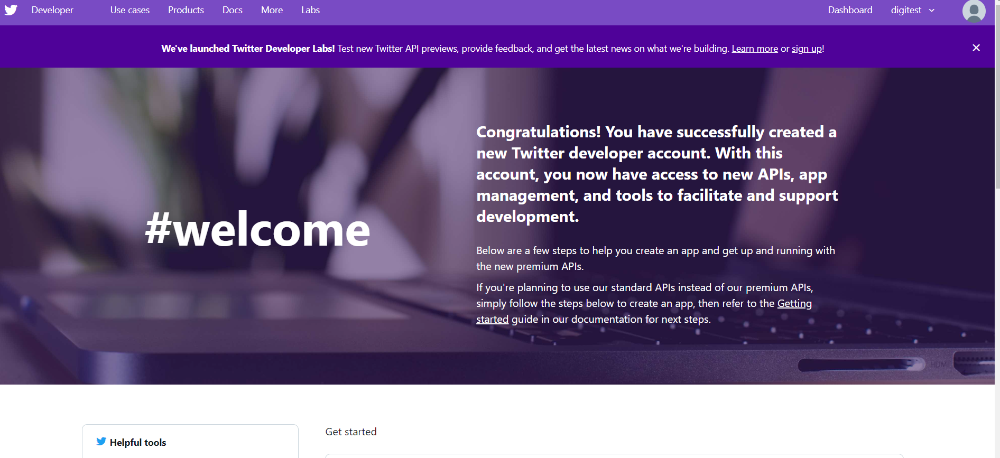 Developer Use cases Products Docs More Labs Dashboard digitest
We've launched Twitter Developer Labs! Test new Twitter API previews, provide feedback, and get the latest news on what we're building. Learn more or sign up!
#welcome
Congratulations! You have successfully created a
new Twitter developer account. With this
account, you now have access to new APIs, app
management, and tools to facilitate and support
development.
Below are a few steps to help you create an app and get up and running with
the new premium APIs.
If you're planning to use our standard APIs instead of our premium APIs,
simply follow the steps below to create an app, then refer to the Getting
started guide in our documentation for next steps.
HDMI
Helpful tools
Get started